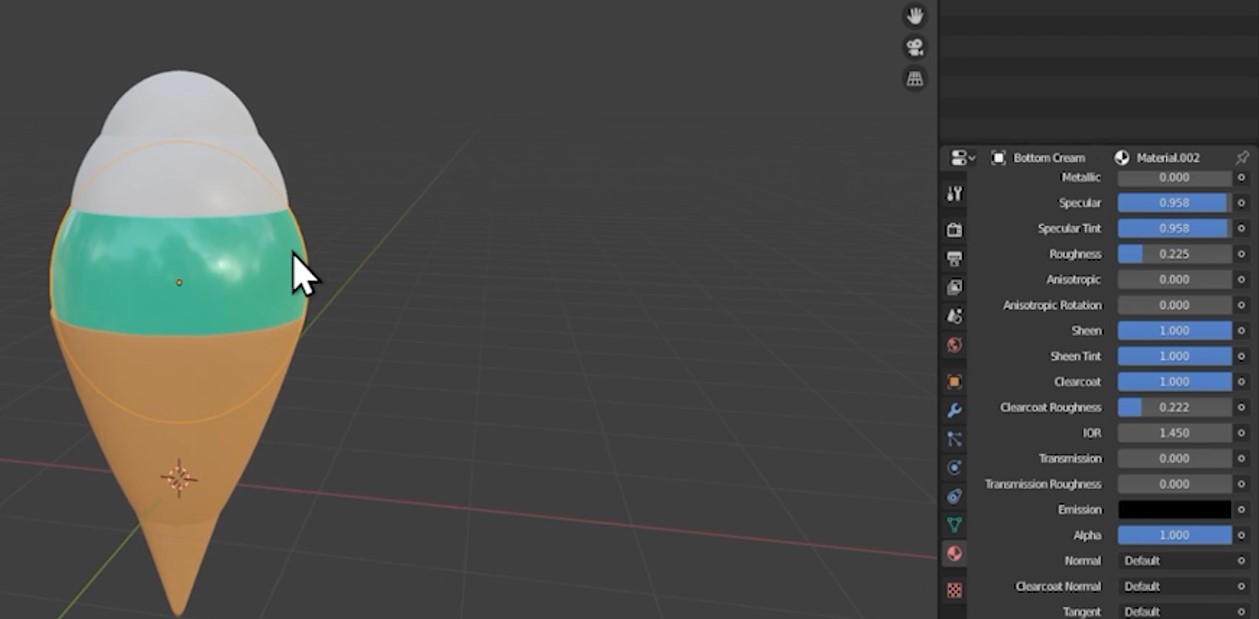 Bottom Cream Material.002
Metallic 0.000
Specular 0.958
Specular Tint 0.958
Roughness 0.225
Anisotropic 0.000
Anisotropic Rotation 0.000
Sheen 1.000
Sheen Tint 1.000
Clearcoat 1.000
Clearcoat Roughness 0.222
IOR 1.450
Transmission 0.000
Transmission Roughness 0.000
Emission
Alpha 1.000
Normal Default
Clearcoat Normal Default
Tangent Default